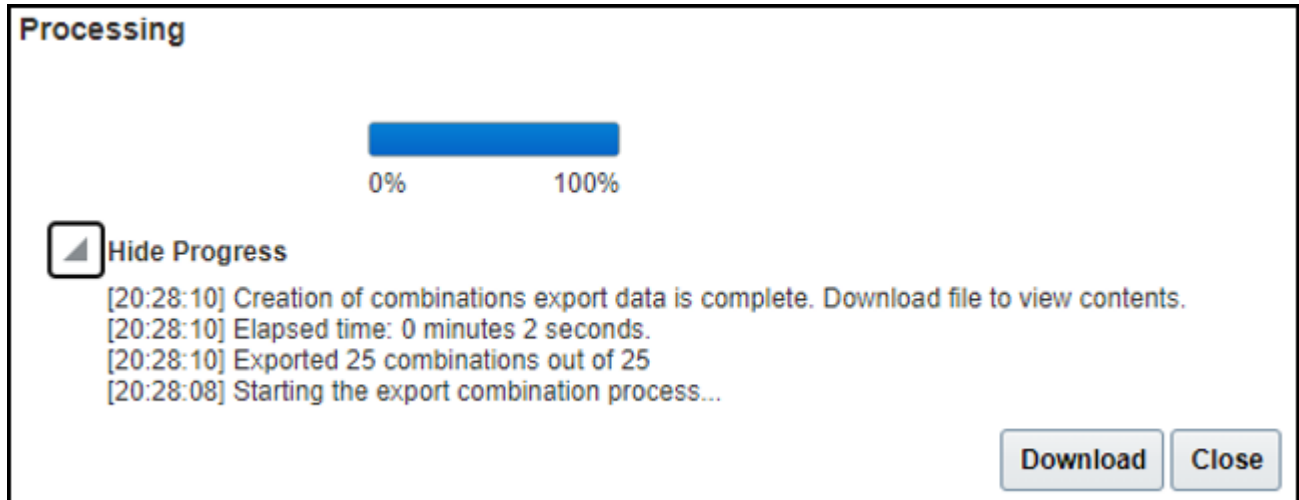 Processing
0% 100%
Hide Progress
[20:28:10] Creation of combinations export data is complete. Download file to view contents.
[20:28:10] Elapsed time: 0 minutes 2 seconds.
[20:28:10] Exported 25 combinations out of 25
[20:28:08] Starting the export combination process...
Download Close